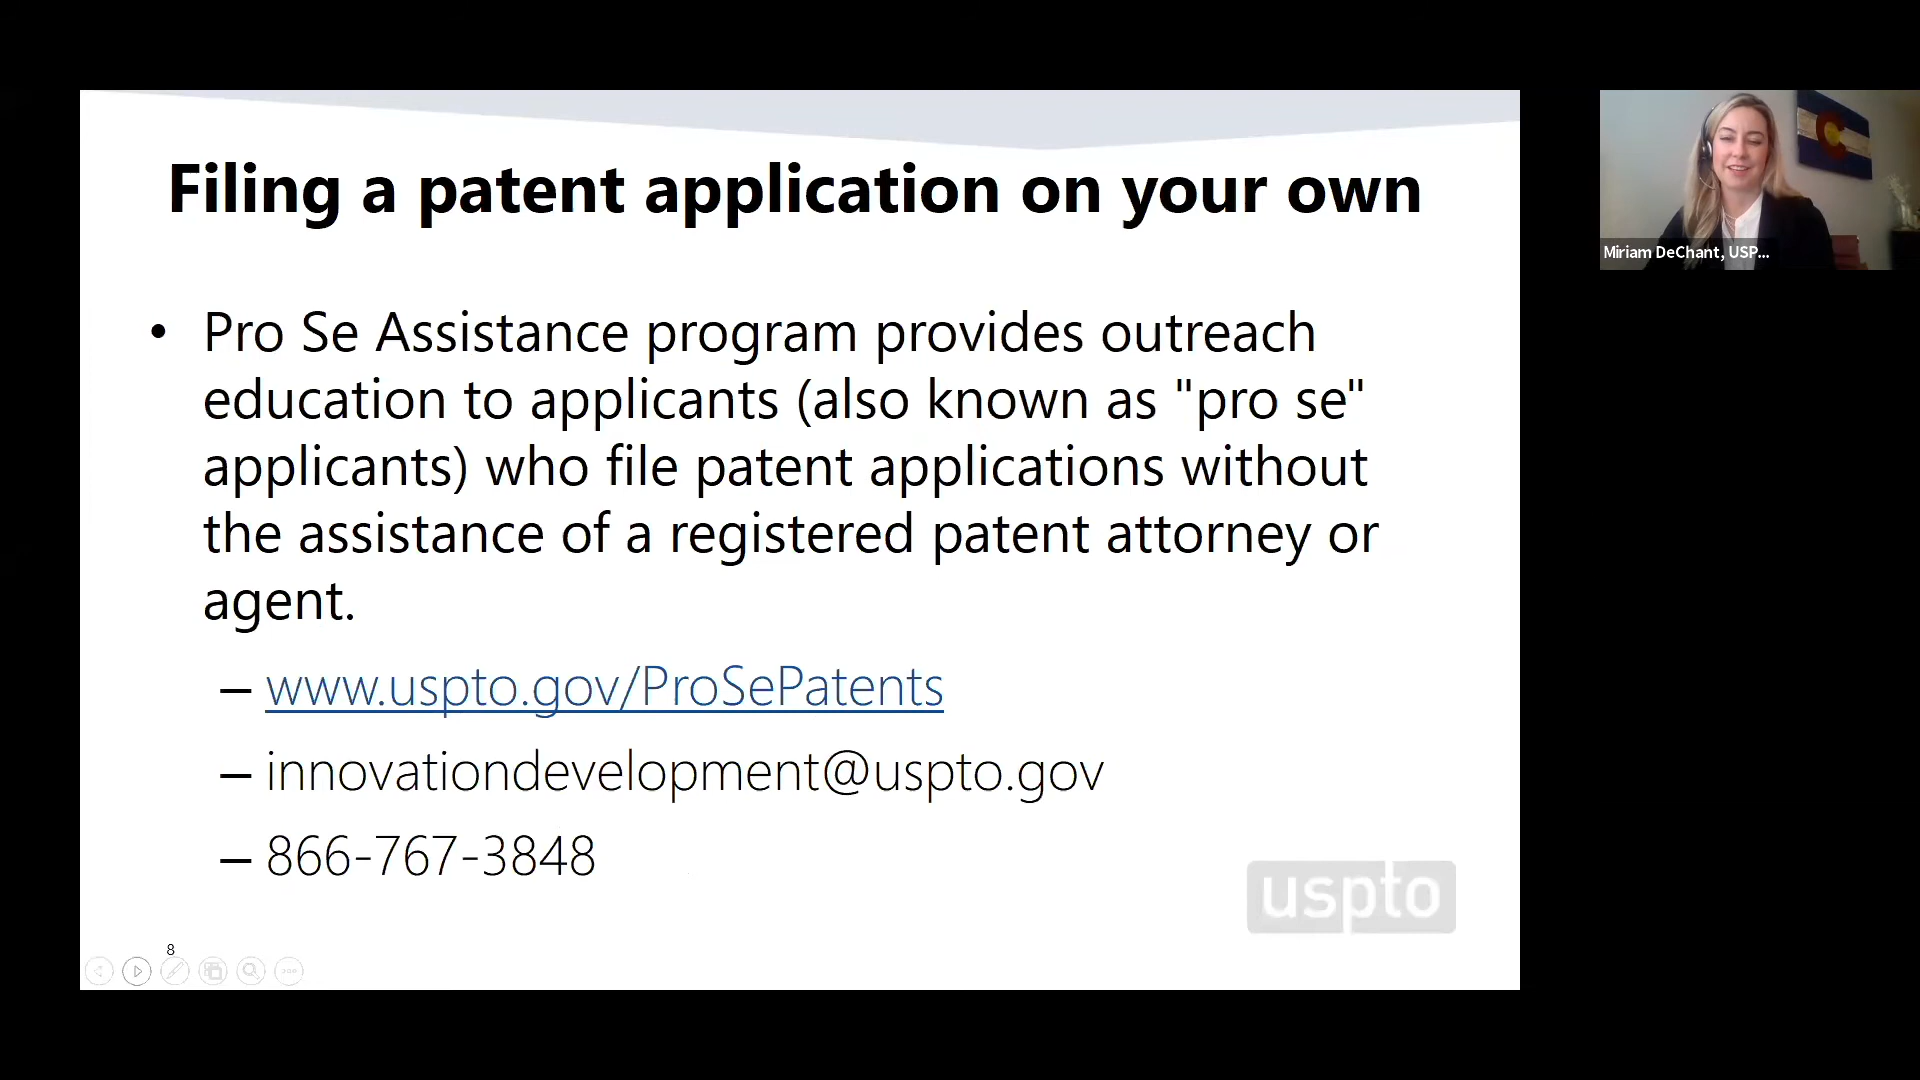 Filing a patent application on your own
• Pro Se Assistance program provides outreach
education to applicants (also known as "pro se"
applicants) who file patent applications without
the assistance of a registered patent attorney or
agent.
– www.uspto.gov/ProSePatents
– innovationdevelopment@uspto.gov
– 866-767-3848
uspto
8
Miriam DeChant, USP...